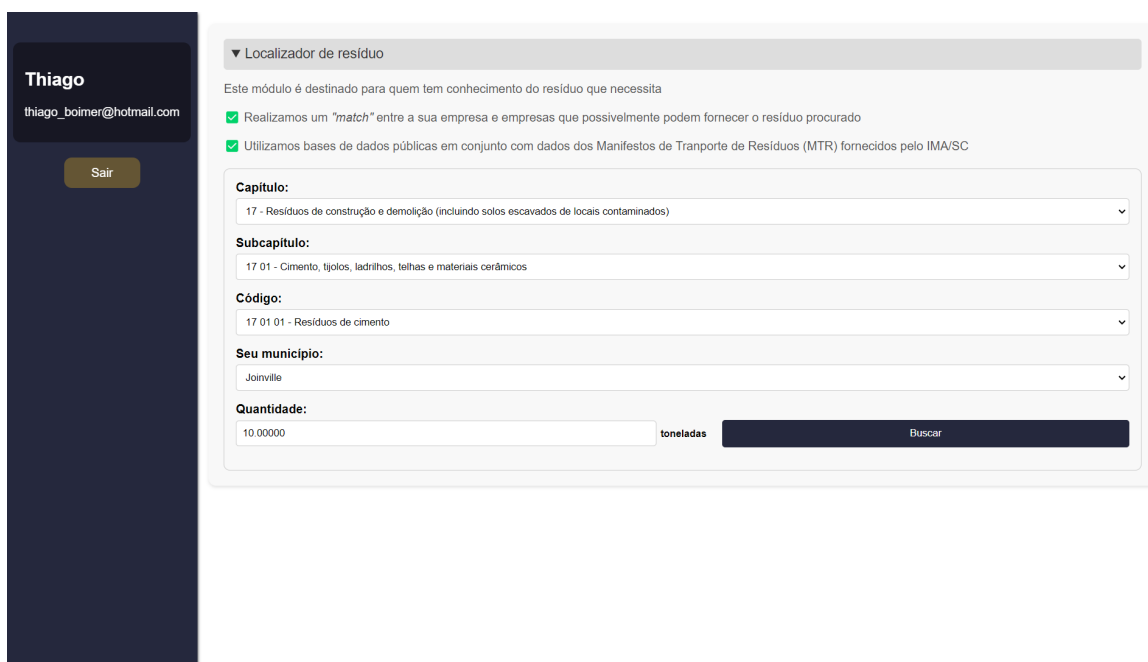 Thiago
thiago_boimer@hotmail.com
Sair
▼ Localizador de resíduo
Este módulo é destinado para quem tem conhecimento do resíduo que necessita
✅ Realizamos um "match" entre a sua empresa e empresas que possivelmente podem fornecer o resíduo procurado
✅ Utilizamos bases de dados públicas em conjunto com dados dos Manifestos de Tranporte de Resíduos (MTR) fornecidos pelo IMA/SC
Capítulo:
17 - Resíduos de construção e demolição (incluindo solos escavados de locais contaminados)
Subcapítulo:
17 01 - Cimento, tijolos, ladrilhos, telhas e materiais cerâmicos
Código:
17 01 01 - Resíduos de cimento
Seu município:
Joinville
Quantidade:
10.00000 toneladas Buscar